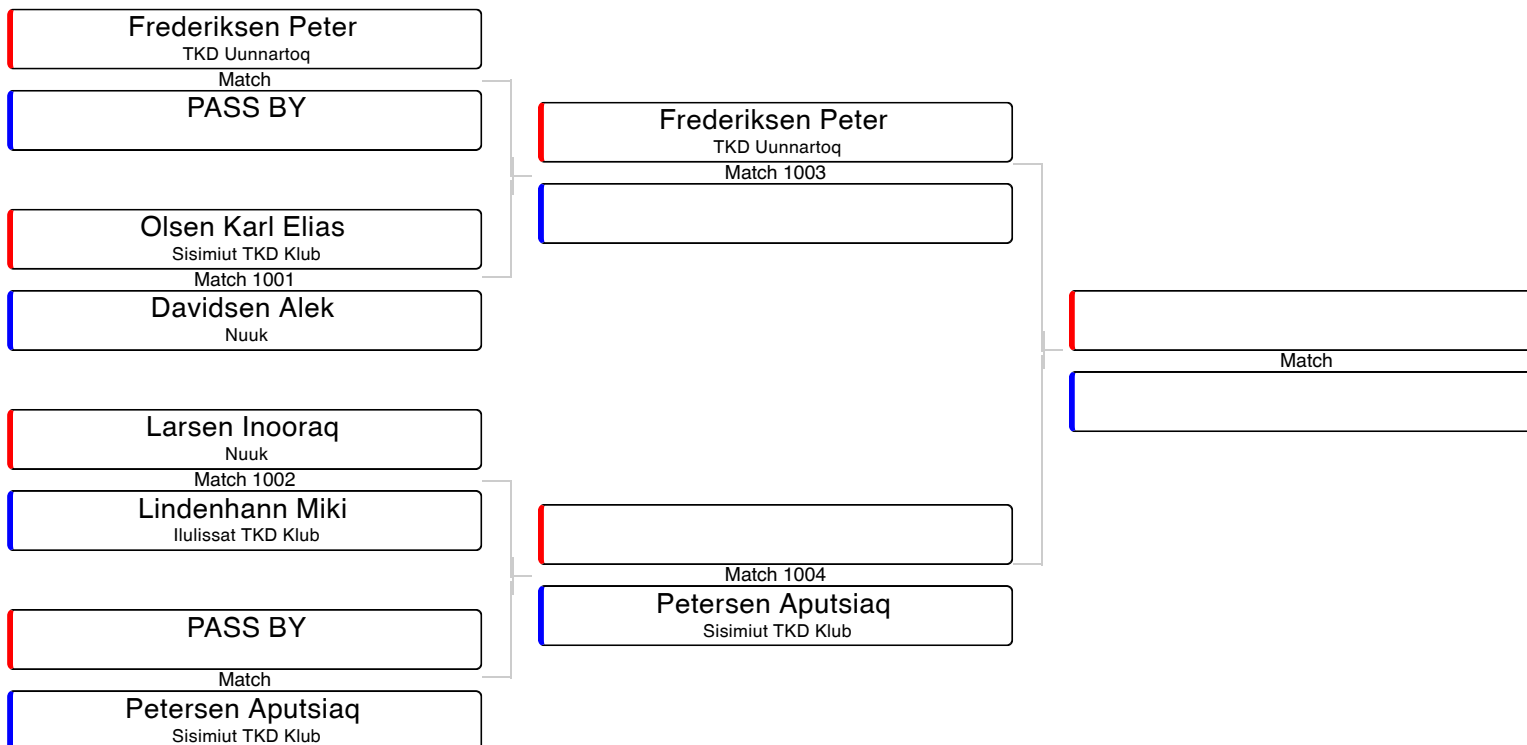 Frederiksen Peter
TKD Uunnartoq
Match
PASS BY
Olsen Karl Elias
Sisimiut TKD Klub
Match 1001
Davidsen Alek
Nuuk
Larsen Inooraq
Nuuk
Match 1002
Lindenhann Miki
Ilulissat TKD Klub
PASS BY
Match
Petersen Aputsiaq
Sisimiut TKD Klub
Frederiksen Peter
TKD Uunnartoq
Match 1003
Match 1004
Petersen Aputsiaq
Sisimiut TKD Klub
Match